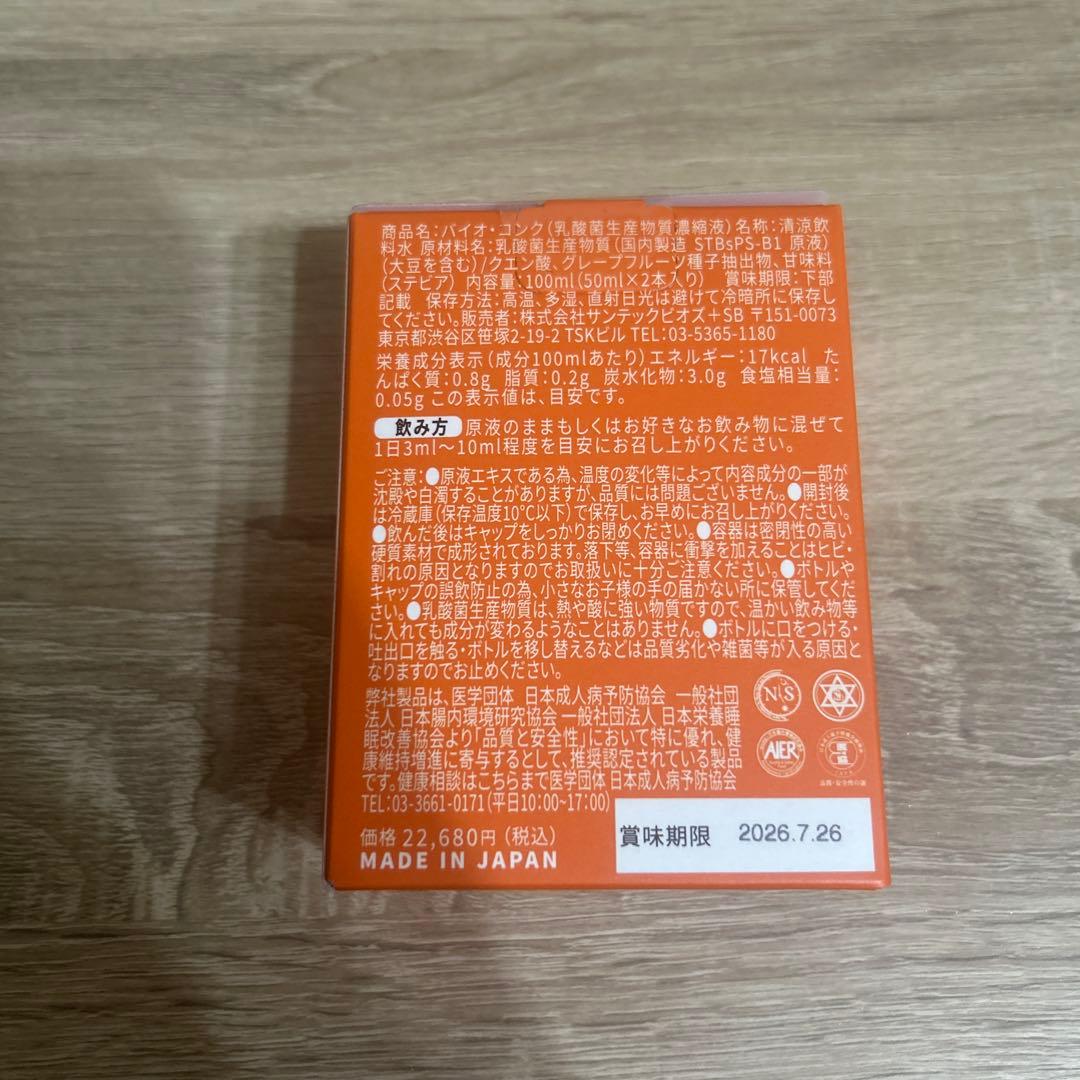 商品名：バイオ・コンク（乳酸菌生産物質濃縮液）名称：清涼飲
料水 原材料名：乳酸菌生産物質（国内製造 STBsPS-B1 原液）
（大豆を含む）/クエン酸、グレープフルーツ種子抽出物、甘味料
（ステビア） 内容量：100ml（50ml×2本入り） 賞味期限：下部
記載 保存方法：高温、多湿、直射日光は避けて冷暗所に保存し
てください。販売者：株式会社サンテックビオズ＋SB 〒151-0073
東京都渋谷区笹塚2-19-2 TSKビル TEL：03-5365-1180
栄養成分表示（成分100mlあたり）エネルギー：17kcal た
んぱく質：0.8g 脂質：0.2g 炭水化物：3.0g 食塩相当量：
0.05g この表示値は、目安です。
飲み方 原液のままもしくはお好きなお飲み物に混ぜて
1日3ml〜10ml程度を目安にお召し上がりください。
ご注意：●原液エキスである為、温度の変化等によって内容成分の一部が
沈殿や白濁することがありますが、品質には問題ございません。●開封後
は冷蔵庫（保存温度10℃以下）で保存し、お早めにお召し上がりください。
●飲んだ後はキャップをしっかりお閉めください。●容器は密閉性の高い
硬質素材で成形されております。落下等、容器に衝撃を加えることはヒビ・
割れの原因となりますのでお取扱いに十分ご注意ください。●ボトルや
キャップの誤飲防止の為、小さなお子様の手の届かない所に保管してくだ
さい。●乳酸菌生産物質は、熱や酸に強い物質ですので、温かい飲み物等
に入れても成分が変わるようなことはありません。●ボトルに口をつける・
吐出口を触る・ボトルを移し替えるなどは品質劣化や雑菌等が入る原因と
なりますのでお止めください。
弊社製品は、医学団体 日本成人病予防協会 一般社団
法人 日本腸内環境研究協会 一般社団法人 日本栄養睡
眠改善協会より「品質と安全性」において特に優れ、健
康維持増進に寄与するとして、推奨認定されている製品
です。健康相談はこちらまで医学団体 日本成人病予防協会
TEL：03-3661-0171（平日10:00〜17:00）
NS
AIER
品質・安全性の証
価格 22,680円（税込）
MADE IN JAPAN
賞味期限 2026.7.26